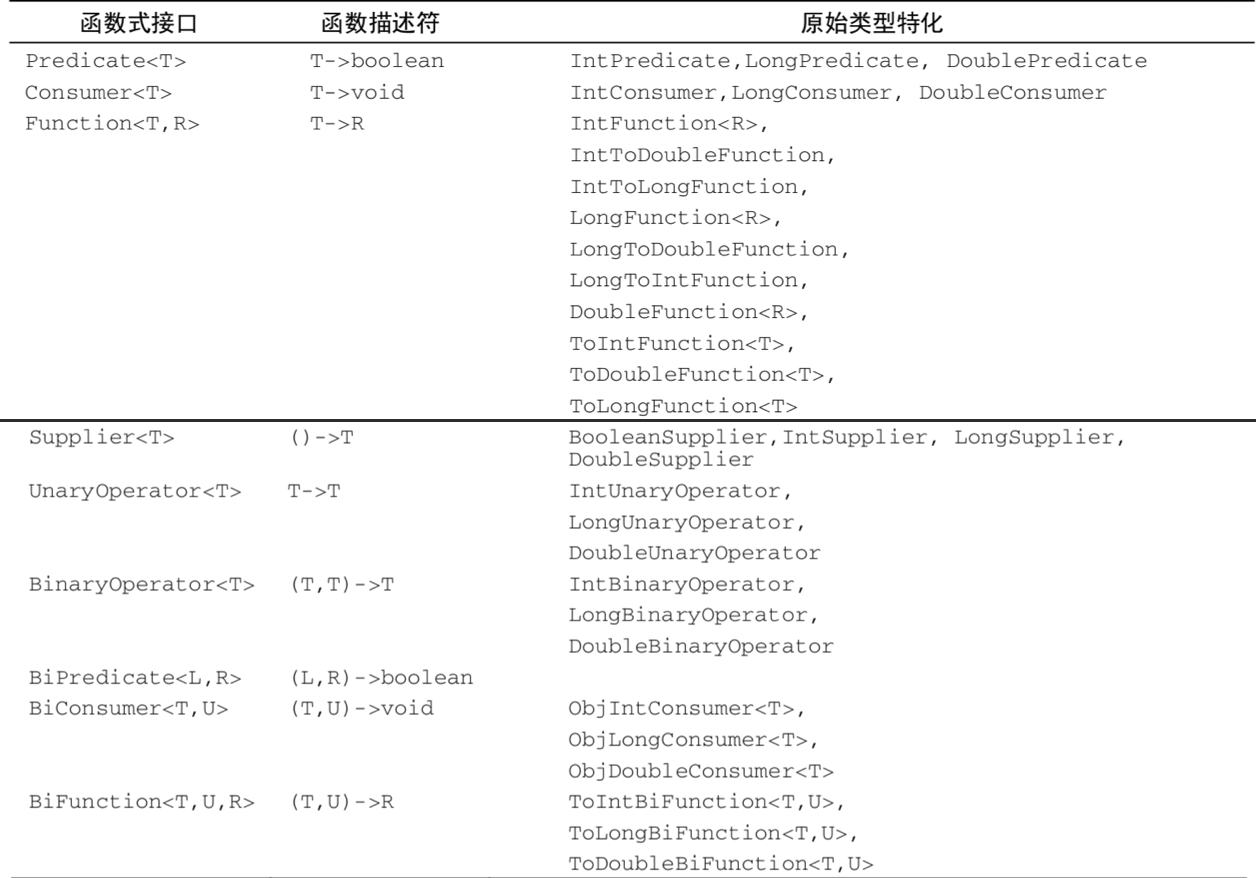 函数式接口 函数描述符 原始类型特化
Predicate<T> T->boolean IntPredicate,LongPredicate, DoublePredicate
Consumer<T> T->void IntConsumer,LongConsumer, DoubleConsumer
Function<T,R> T->R IntFunction<R>,
IntToDoubleFunction,
IntToLongFunction,
LongFunction<R>,
LongToDoubleFunction,
LongToIntFunction,
DoubleFunction<R>,
ToIntFunction<T>,
ToDoubleFunction<T>,
ToLongFunction<T>
Supplier<T> ()->T BooleanSupplier,IntSupplier, LongSupplier,
DoubleSupplier
UnaryOperator<T> T->T IntUnaryOperator,
LongUnaryOperator,
DoubleUnaryOperator
BinaryOperator<T> (T,T)->T IntBinaryOperator,
LongBinaryOperator,
DoubleBinaryOperator
BiPredicate<L,R> (L,R)->boolean
BiConsumer<T,U> (T,U)->void ObjIntConsumer<T>,
ObjLongConsumer<T>,
ObjDoubleConsumer<T>
BiFunction<T,U,R> (T,U)->R ToIntBiFunction<T,U>,
ToLongBiFunction<T,U>,
ToDoubleBiFunction<T,U>